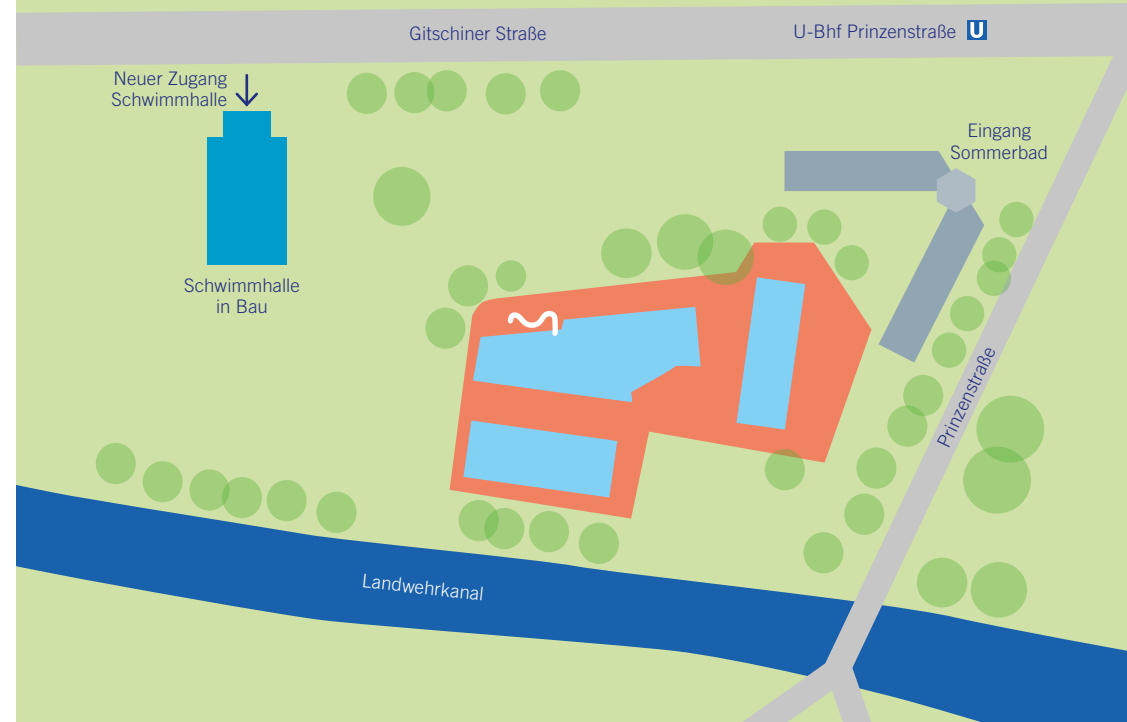 Gitschiner Straße
U-Bhf Prinzenstraße U
Neuer Zugang
Schwimmhalle
Eingang
Sommerbad
Schwimmhalle
in Bau
Prinzenstraße
Landwehrkanal